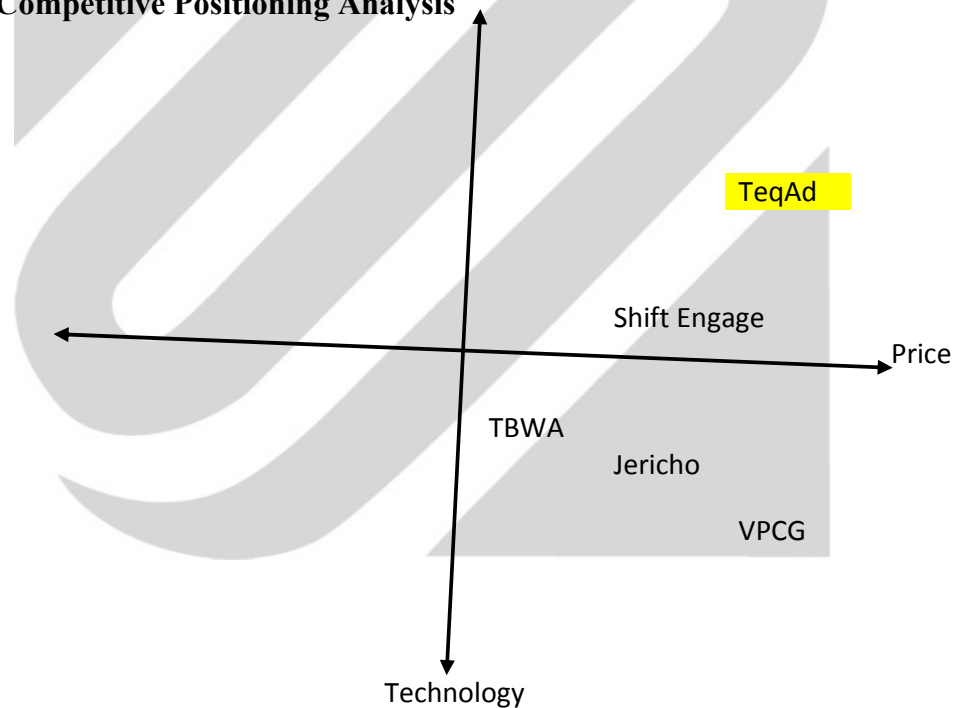 Competitive Positioning Analysis
TeqAd
Shift Engage
Price
TBWA
Jericho
VPCG
Technology